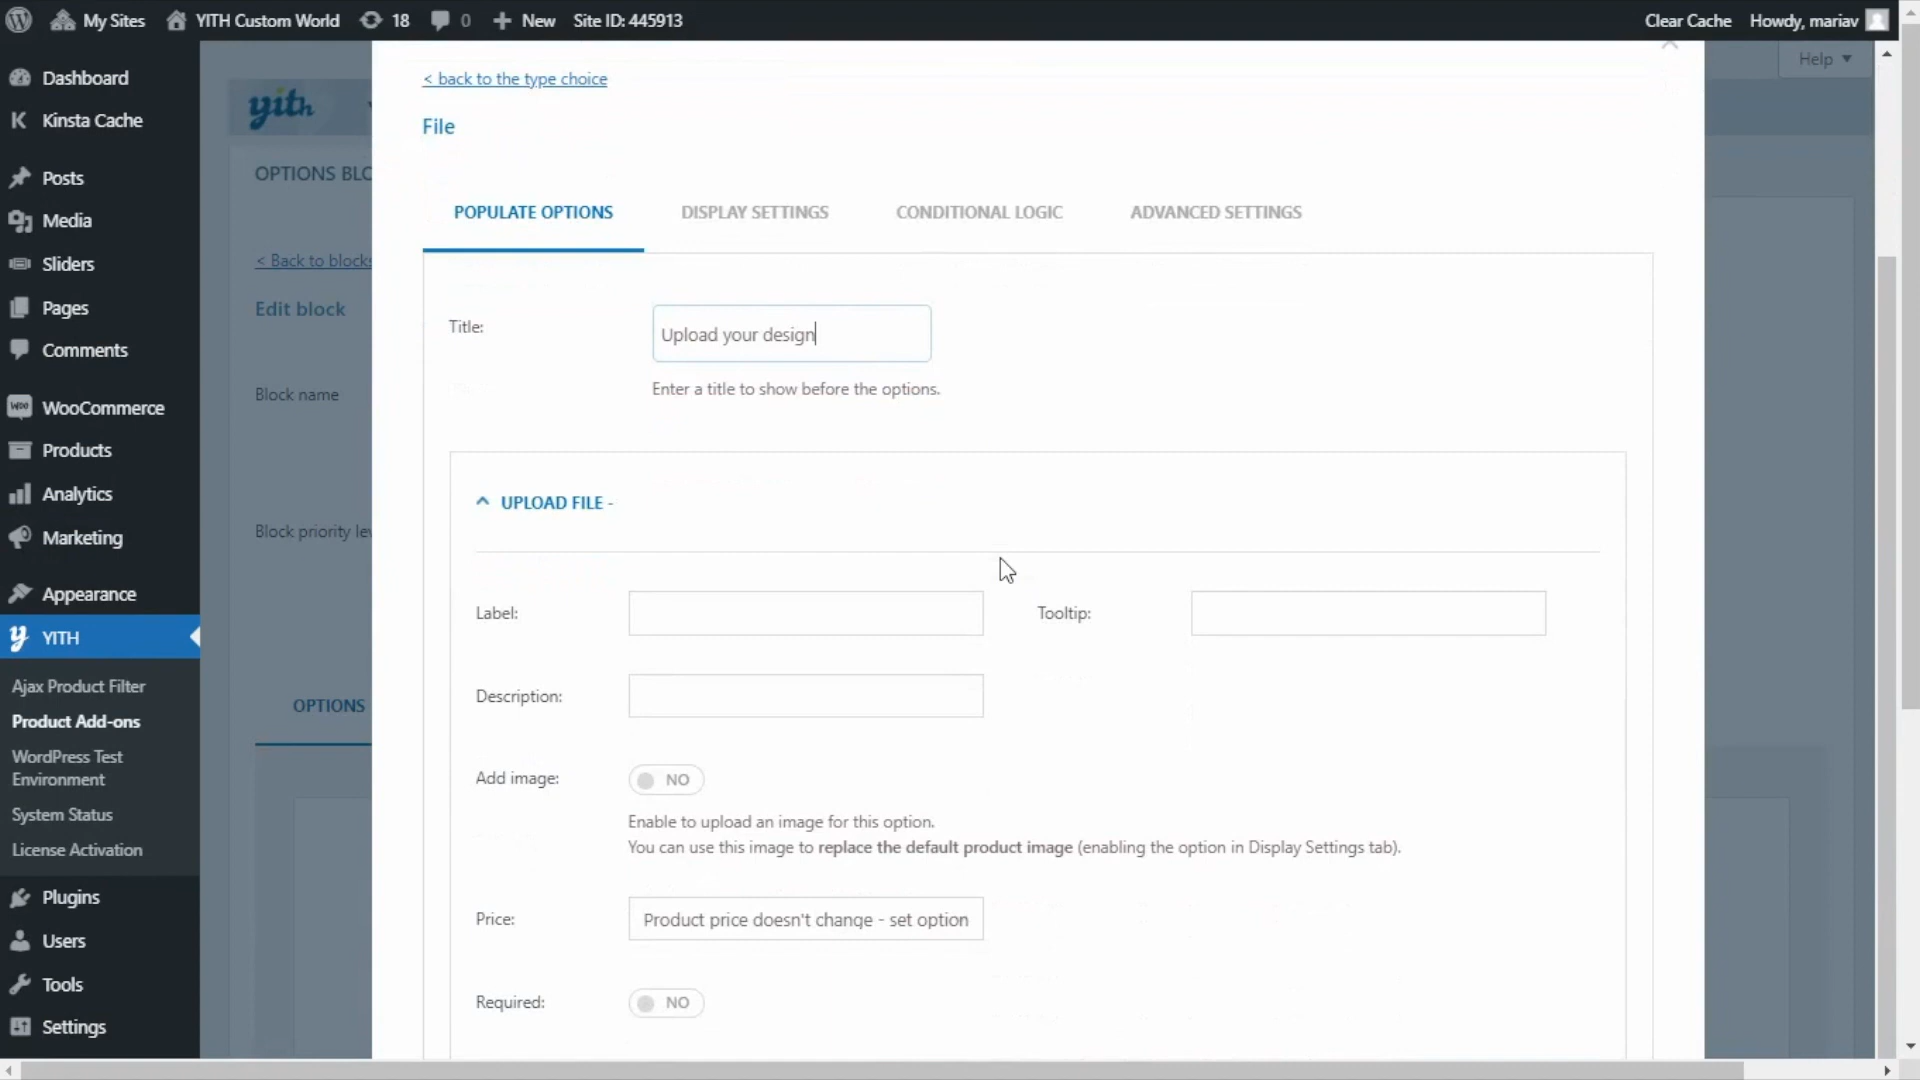 My Sites
YITH Custom World
18
0
New
Site ID: 445913
Clear Cache
Howdy, mariav
Dashboard
Kinsta Cache
Posts
Media
Sliders
Pages
Comments
WooCommerce
Products
Analytics
Marketing
Appearance
YITH
Ajax Product Filter
Product Add-ons
WordPress Test
Environment
System Status
License Activation
Plugins
Users
Tools
Settings
yith
Help
OPTIONS BLO
< Back to blocks
Edit block
Block name
Block priority lev
OPTIONS
< back to the type choice
File
POPULATE OPTIONS
DISPLAY SETTINGS
CONDITIONAL LOGIC
ADVANCED SETTINGS
Title:
Upload your design
Enter a title to show before the options.
UPLOAD FILE -
Label:
Tooltip:
Description:
Add image:
NO
Enable to upload an image for this option.
You can use this image to replace the default product image (enabling the option in Display Settings tab).
Price:
Product price doesn't change - set option
Required:
NO